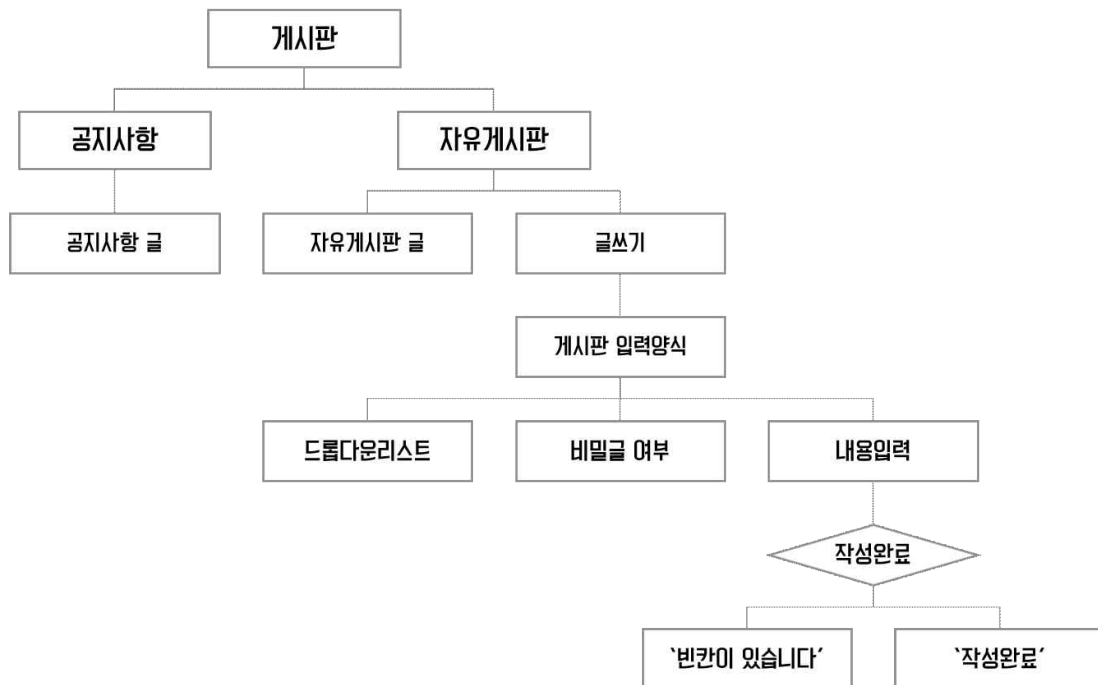 게시판
공지사항
자유게시판
공지사항 글
자유게시판 글
글쓰기
게시판 입력양식
드롭다운리스트
비밀글 여부
내용입력
작성완료
‵빈칸이 있습니다′
‵작성완료′